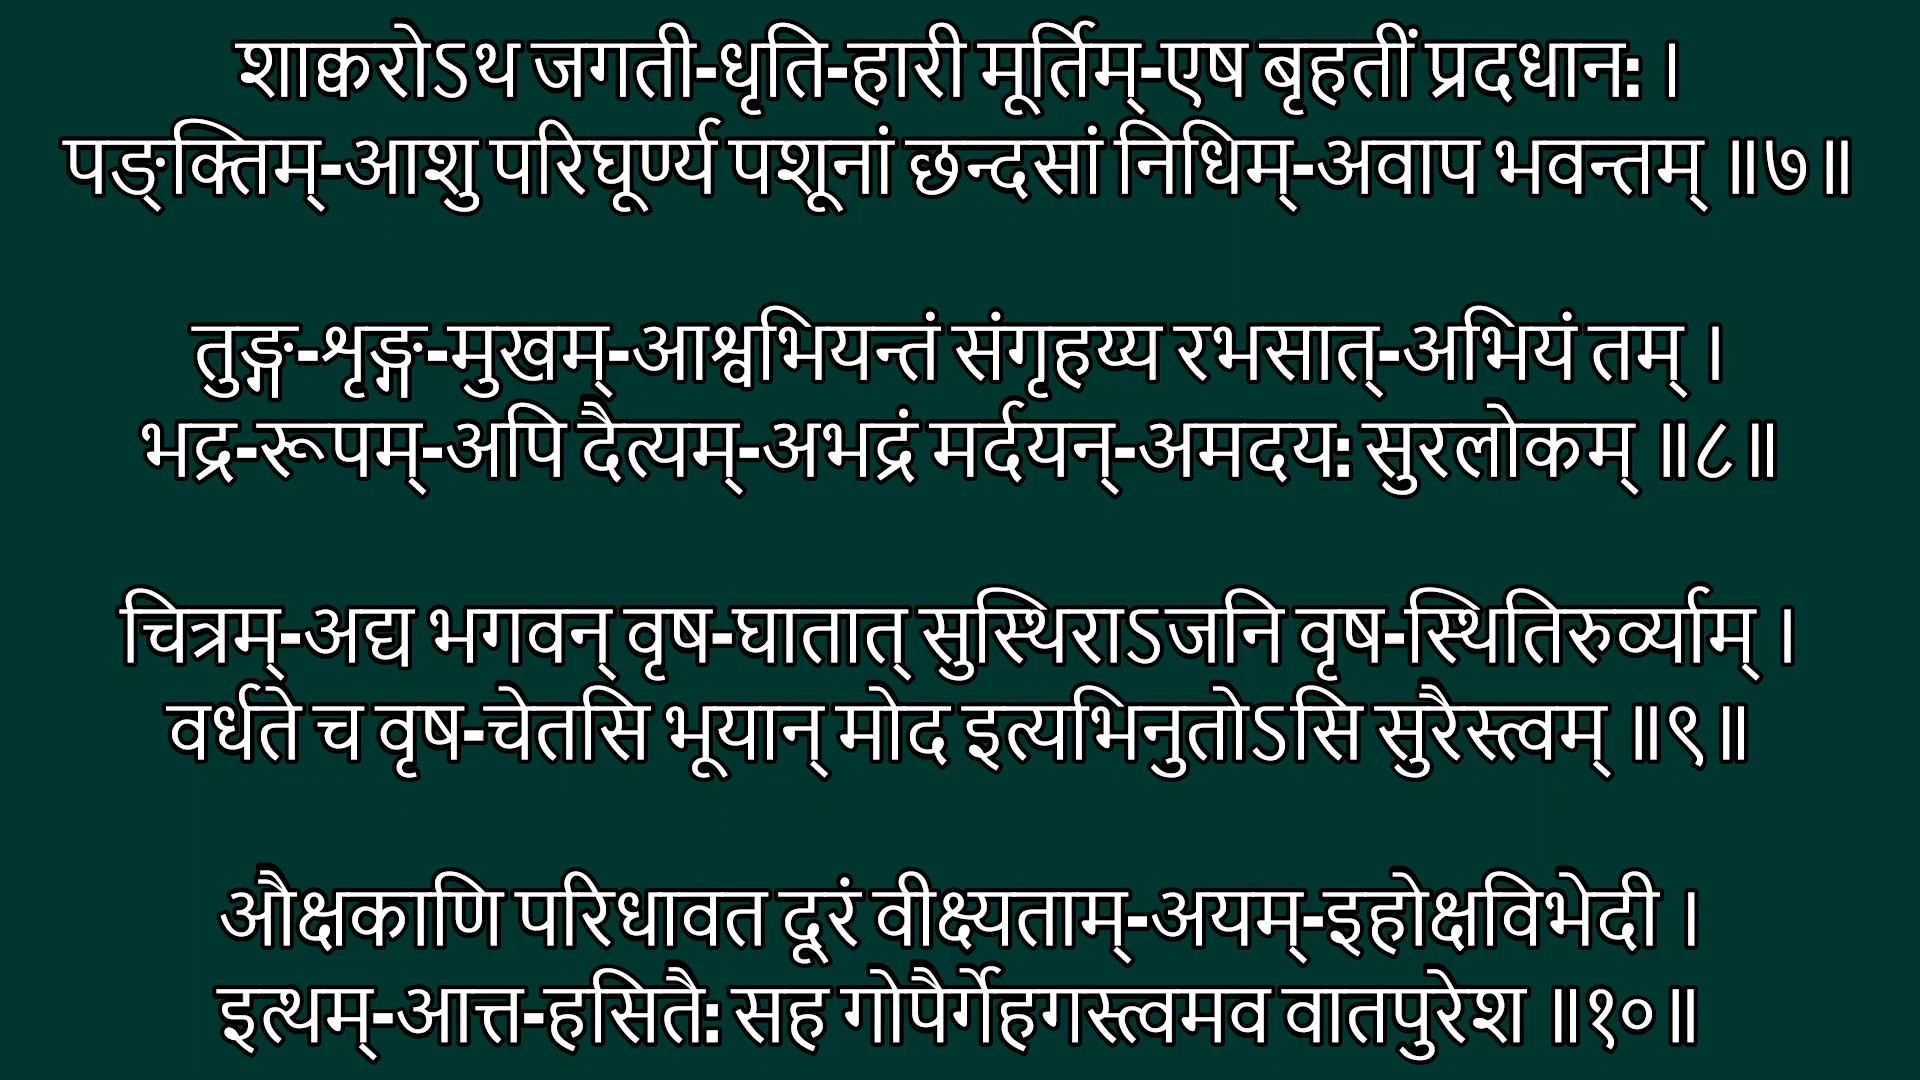 शाक्वरोऽथ जगती-धृति-हारी मूर्तिम्-एष बृहतीं प्रदधान: ।
पङ्क्तिम्-आशु परिघूर्ण्य पशूनां छन्दसां निधिम्-अवाप भवन्तम् ॥७॥
तुङ्ग-शृङ्ग-मुखम्-आश्वभियन्तं संगृहय्य रभसात्-अभियं तम् ।
भद्र-रूपम्-अपि दैत्यम्-अभद्रं मर्दयन्-अमदय: सुरलोकम् ॥८॥
चित्रम्-अद्य भगवन् वृष-घातात् सुस्थिराऽजनि वृष-स्थितिरुर्व्याम् ।
वर्धते च वृष-चेतसि भूयान् मोद इत्यभिनुतोऽसि सुरैस्त्वम् ॥९॥
औक्षकाणि परिधावत दूरं वीक्ष्यताम्-अयम्-इहोक्षविभेदी ।
इत्थम्-आत्त-हसितै: सह गोपैर्गेहगस्त्वमव वातपुरेश ॥१०॥